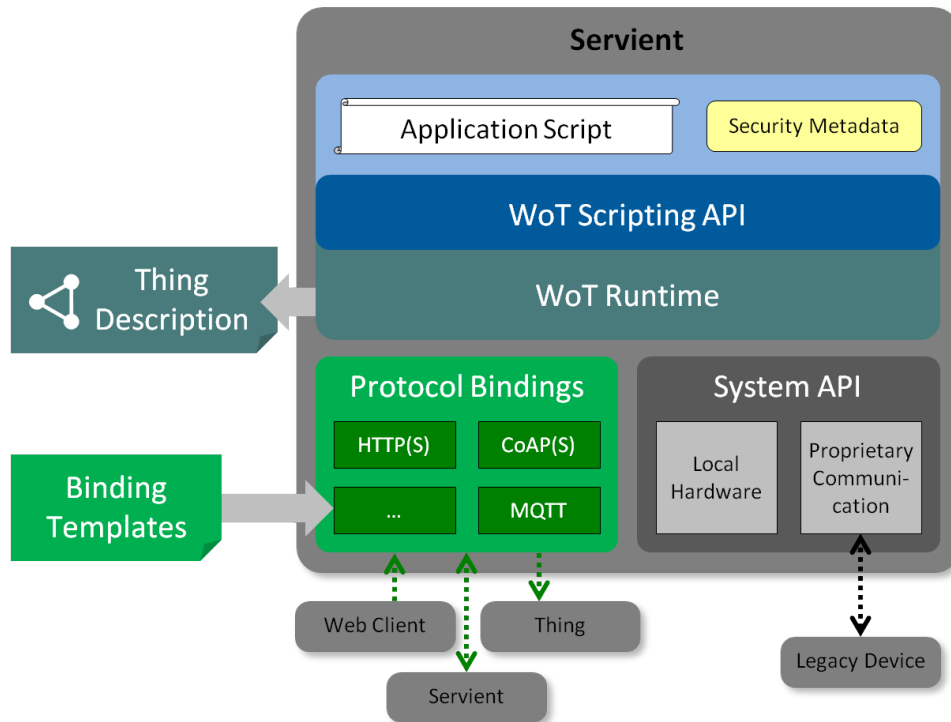 Servient
Application Script
Security Metadata
WoT Scripting API
Thing
Description
WoT Runtime
Protocol Bindings
System API
HTTP(S)
CoAP(S)
Local
Hardware
Proprietary
Communi-
cation
Binding
Templates
...
MQTT
Web Client
Thing
Legacy Device
Servient